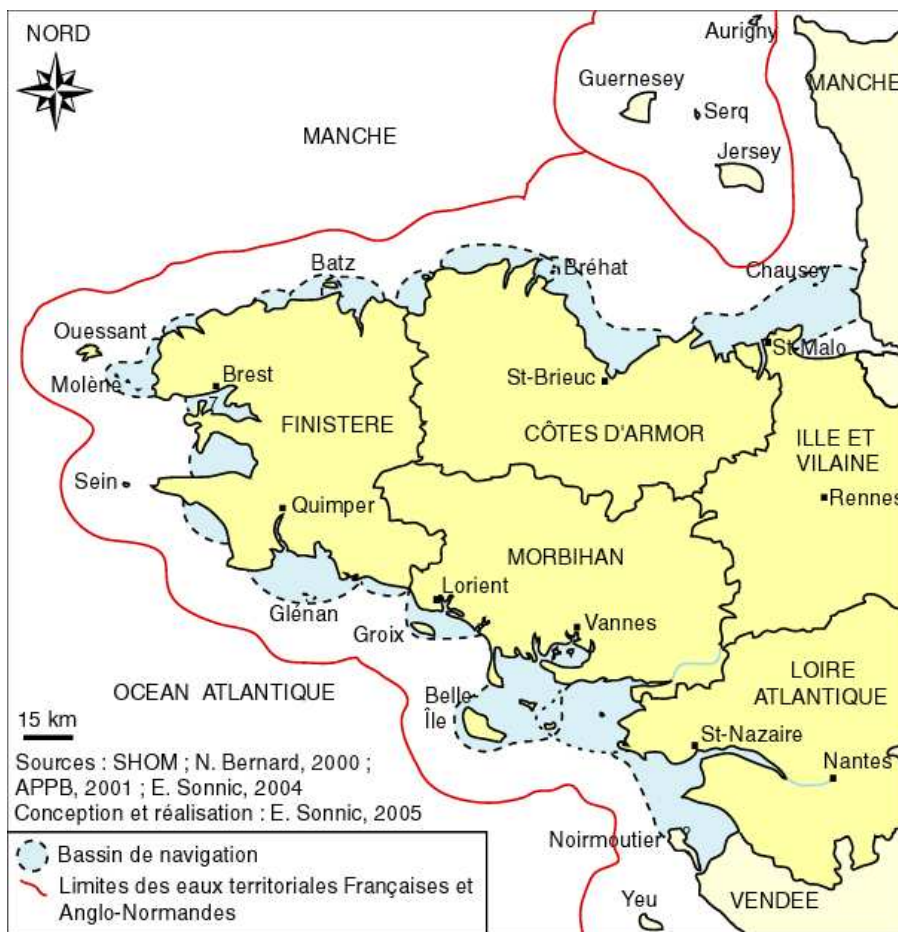 NORD
Aurigny
Guernesey
MANCHE
Serq
MANCHE
Jersey
Batz
Bréhat
Chausey
Ouessant
St-Malo
Molène
Brest
St-Brieuc
7
FINISTERE
CÔTES D'ARMOR
ILLE ET
VILAINE
Sein
Rennes
Quimper
MORBIHAN
Lorient
Glénan
Groix
Vannes
LOIRE
ATLANTIQUE
OCEAN ATLANTIQUE
Belle-
Île
15 km
St-Nazaire
Nantes
Sources : SHOM ; N. Bernard, 2000 ;
APPB, 2001 ; E. Sonnic, 2004
Conception et réalisation : E. Sonnic, 2005
Noirmoutier
Bassin de navigation
Limites des eaux territoriales Françaises et
Anglo-Normandes
Yeu
VENDEE